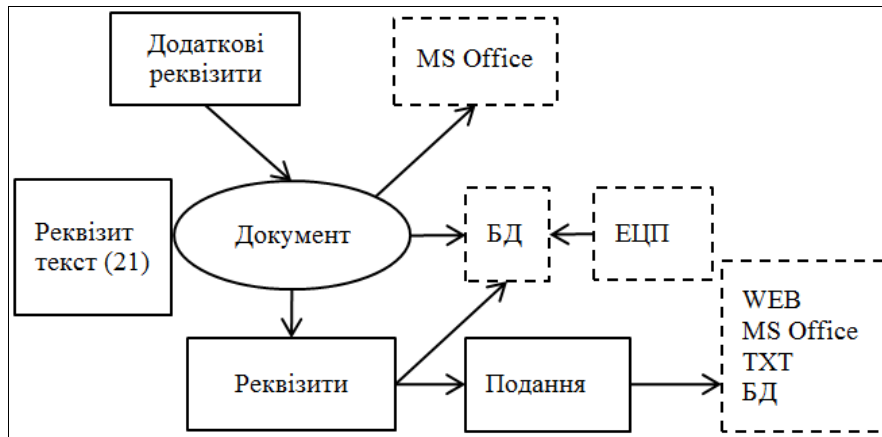 Додаткові
реквізити
MS Office
Реквізит
текст (21)
Документ
БД
ЕЦП
WEB
MS Office
TXT
БД
Реквізити
Подання